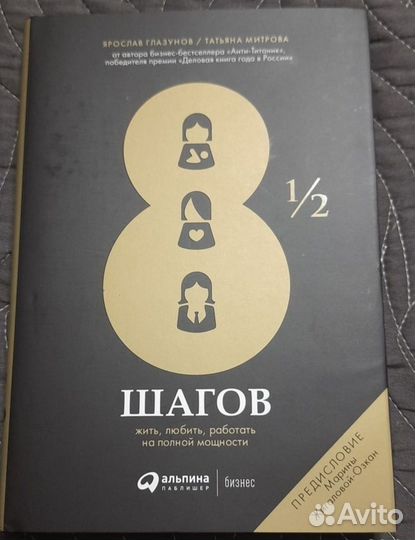 ЯРОСЛАВ ГЛАЗУНОВ / ТАТЬЯНА МИТРОВА
от автора бизнес-бестселлера «Анти-Титаник»,
победителя премии «Деловая книга года в России»
8 1/2
ШАГОВ
жить, любить, работать
на полной мощности
альпина
ПАБЛИШЕР
бизнес
ПРЕДИСЛОВИЕ
Марины
Avito